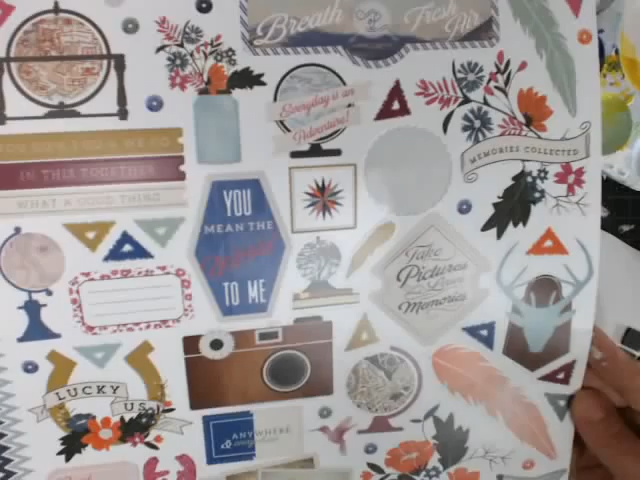 Breath
Fresh
Air
Everyday is an
Adventure!
MEMORIES COLLECTED
IN THIS TOGETHER
WHAT A GOOD THING
YOU
MEAN THE
TO ME
Take
Pictures
Memories
LUCKY
US
ANYWHERE